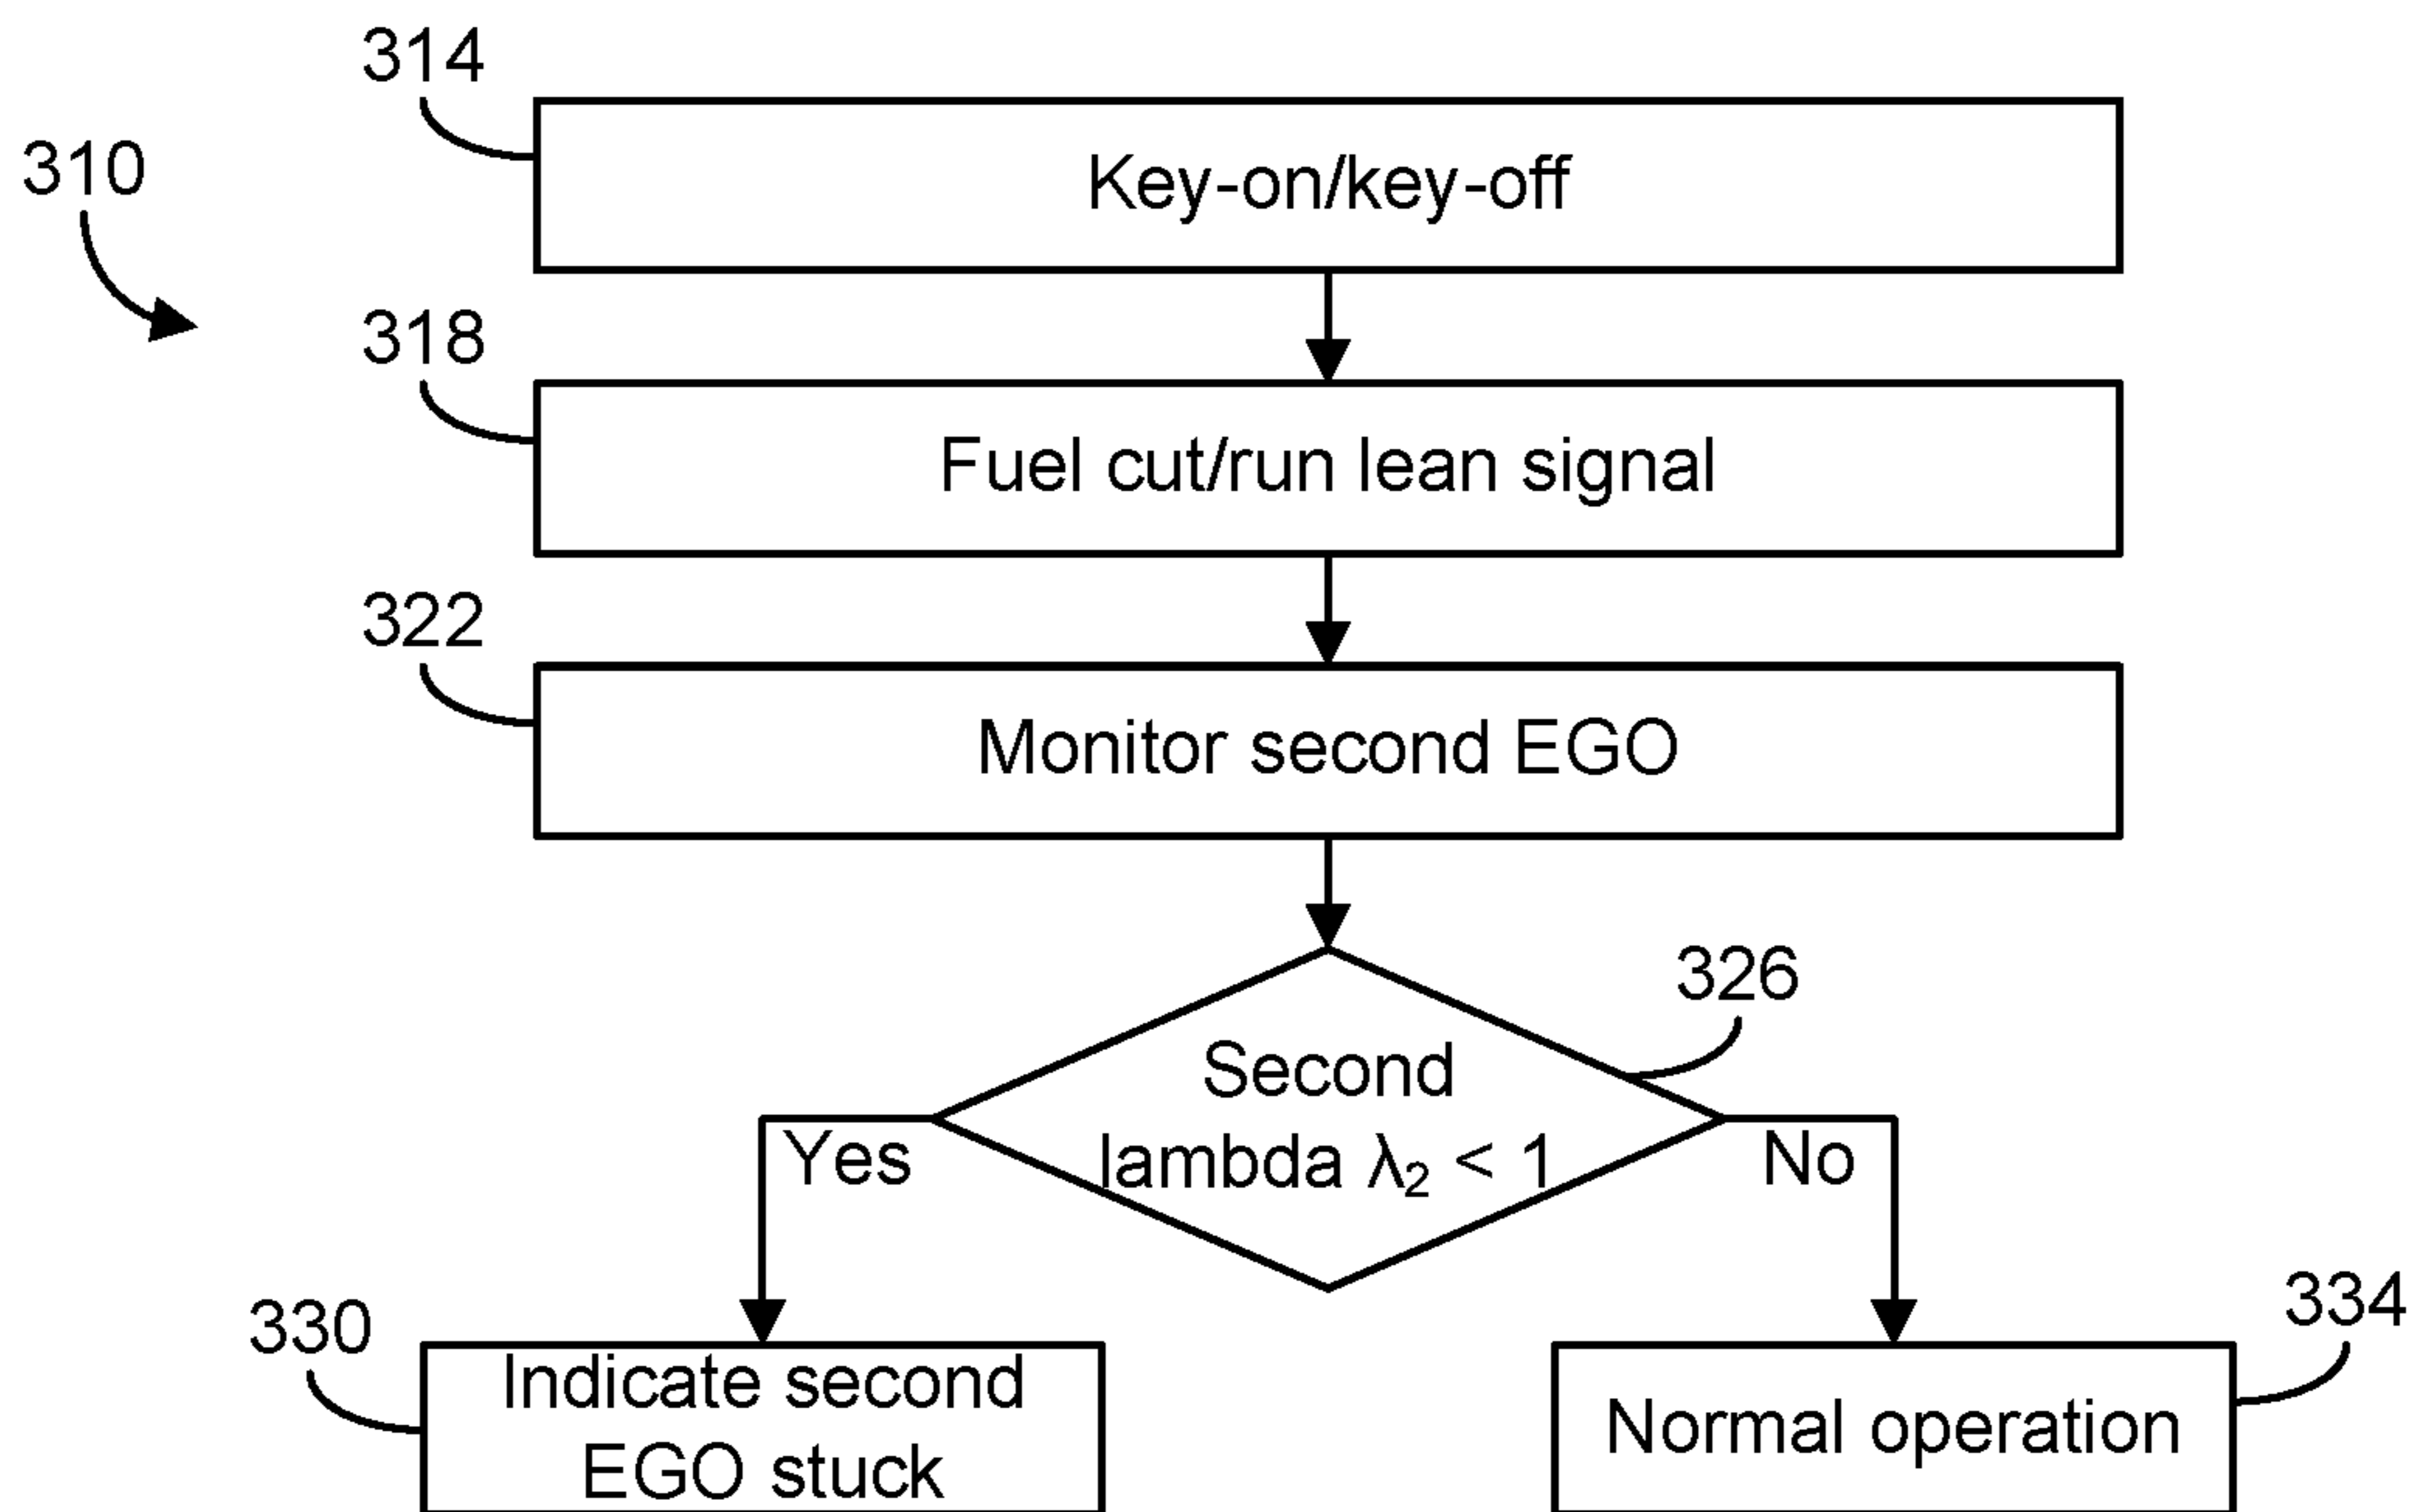 314
Key-on/key-off
310
318
Fuel cut/run lean signal
322
Monitor second EGO
326
Second
lambda λ₂ < 1
Yes
No
330
Indicate second
EGO stuck
334
Normal operation